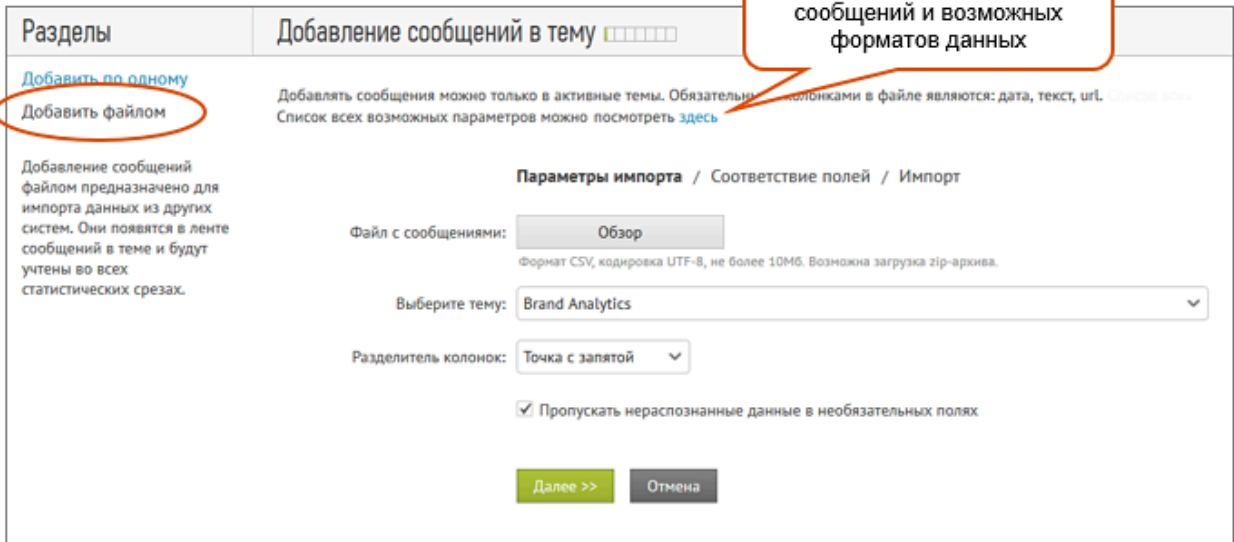 сообщений и возможных
форматов данных
Разделы
Добавление сообщений в тему
Добавить по одному
Добавить файлом
Добавление сообщений
файлом предназначено для
импорта данных из других
систем. Они появятся в ленте
сообщений в теме и будут
учтены во всех
статистических срезах.
Добавлять сообщения можно только в активные темы. Обязательны колонками в файле являются: дата, текст, url.
Список всех возможных параметров можно посмотреть здесь
Параметры импорта / Соответствие полей / Импорт
Файл с сообщениями: Обзор
Формат CSV, кодировка UTF-8, не более 10Мб. Возможна загрузка zip-архива.
Выберите тему: Brand Analytics
Разделитель колонок: Точка с запятой
Пропускать нераспознанные данные в необязательных полях
Далее >> Отмена